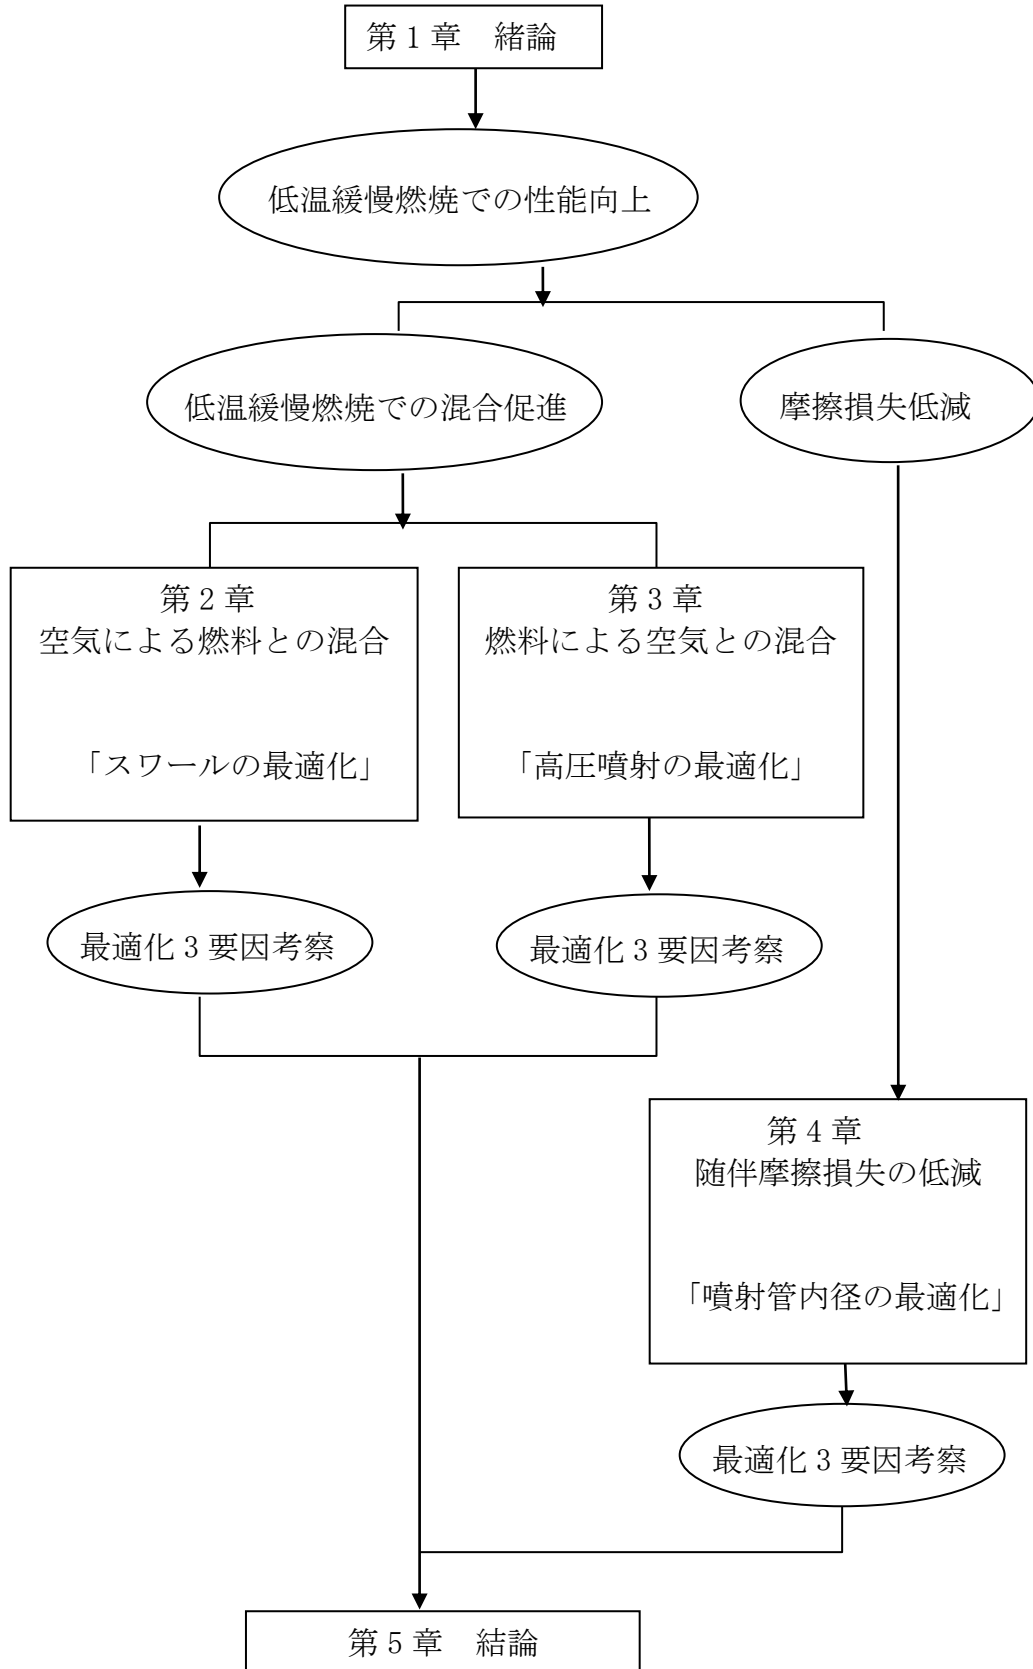 第１章　緒論
低温緩慢燃焼での性能向上
低温緩慢燃焼での混合促進
摩擦損失低減
第２章
空気による燃料との混合
「スワールの最適化」
第３章
燃料による空気との混合
「高圧噴射の最適化」
最適化３要因考察
最適化３要因考察
第４章
随伴摩擦損失の低減
「噴射管内径の最適化」
最適化３要因考察
第５章　結論